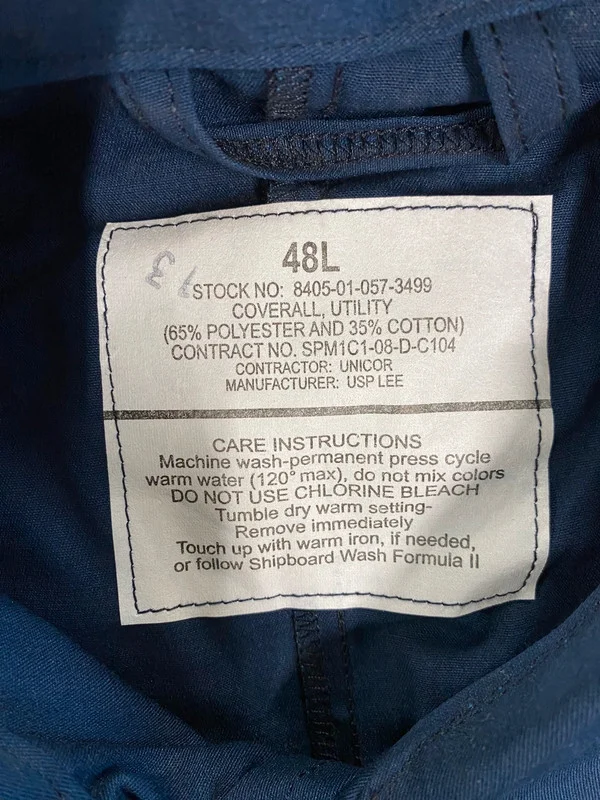 48L
STOCK NO: 8405-01-057-3499
COVERALL, UTILITY
(65% POLYESTER AND 35% COTTON)
CONTRACT NO. SPM1C1-08-D-C104
CONTRACTOR: UNICOR
MANUFACTURER: USP LEE
CARE INSTRUCTIONS
Machine wash-permanent press cycle
warm water (120° max), do not mix colors
DO NOT USE CHLORINE BLEACH
Tumble dry warm setting-
Remove immediately
Touch up with warm iron, if needed,
or follow Shipboard Wash Formula II